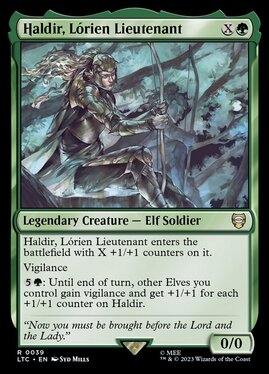 Haldir, Lórien Lieutenant X
Legendary Creature — Elf Soldier
Haldir, Lórien Lieutenant enters the
battlefield with X +1/+1 counters on it.
Vigilance
5: Until end of turn, other Elves you
control gain vigilance and get +1/+1 for each
+1/+1 counter on Haldir.
"Now you must be brought before the Lord and
the Lady."
0/0
R 0039
LTC • EN SYD MILLS
™ & © MEE
™ & © 2023 Wizards of the Coast